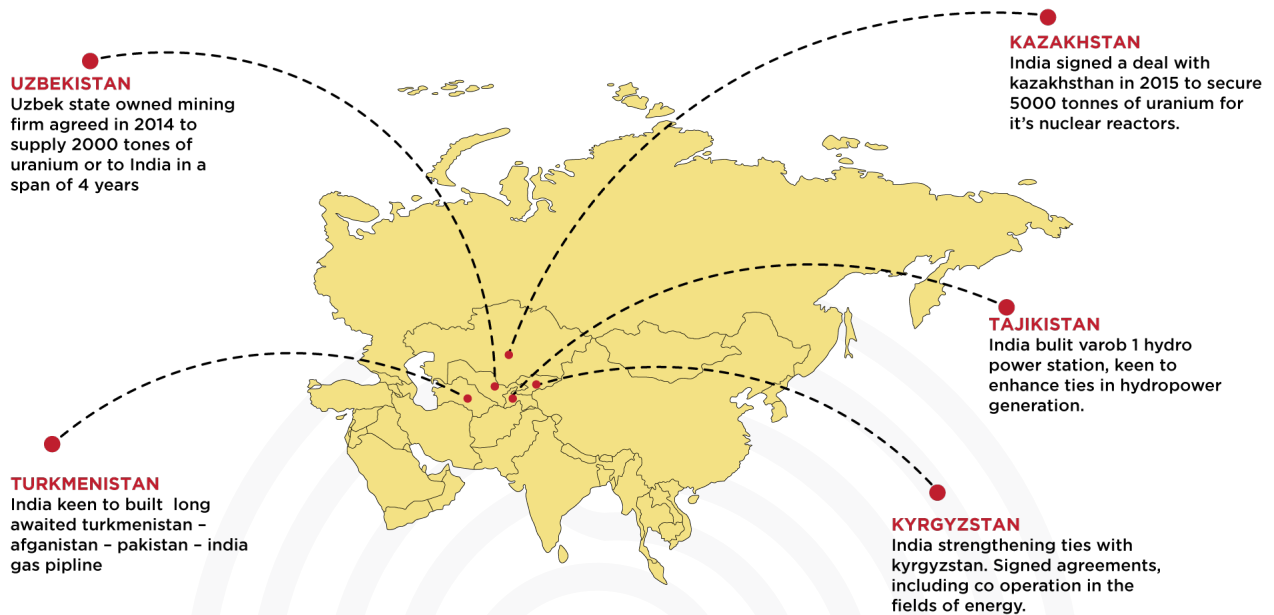 UZBEKISTAN
Uzbek state owned mining
firm agreed in 2014 to
supply 2000 tones of
uranium or to India in a
span of 4 years
KAZAKHSTAN
India signed a deal with
kazakhsthan in 2015 to secure
5000 tonnes of uranium for
it's nuclear reactors.
TAJIKISTAN
India bulit varob 1 hydro
power station, keen to
enhance ties in hydropower
generation.
TURKMENISTAN
India keen to built long
awaited turkmenistan –
afganistan – pakistan – india
gas pipline
KYRGYZSTAN
India strengthening ties with
kyrgyzstan. Signed agreements,
including co operation in the
fields of energy.